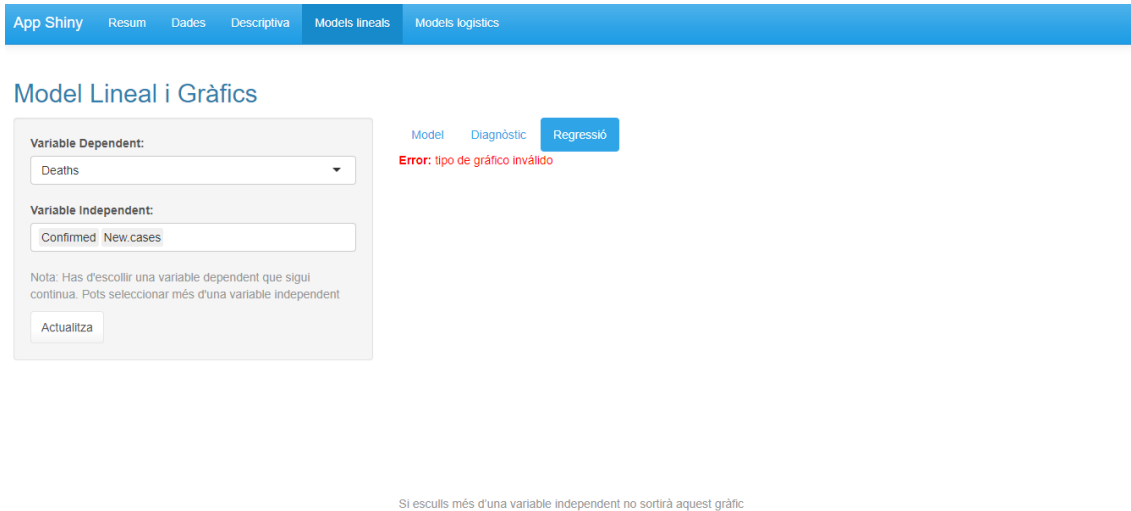 App Shiny Resum Dades Descriptiva Models lineals Models logístics
Model Lineal i Gràfics
Variable Dependent:
Deaths
Variable Independent:
Confirmed New.cases
Nota: Has d'escollir una variable dependent que sigui
continua. Pots seleccionar més d'una variable independent
Actualitza
Model Diagnòstic Regressió
Error: tipo de gráfico inválido
Si esculls més d'una variable independent no sortirà aquest gràfic